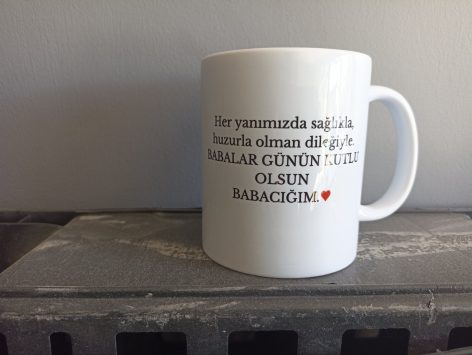 Her yanımızda sağlıkla,
huzurla olman dileğiyle.
BABALAR GÜNÜN KUTLU
OLSUN
BABACIĞIM.❤